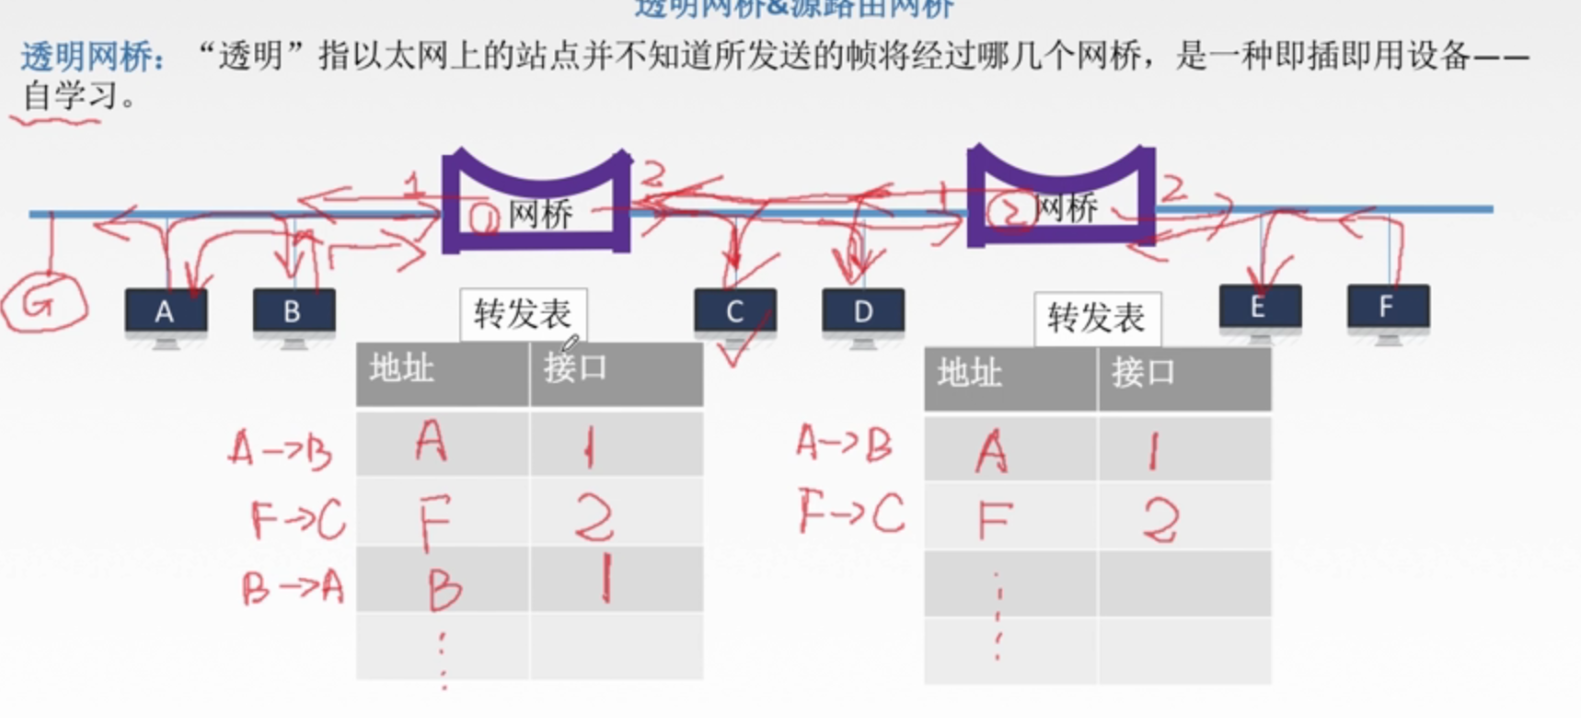 透明网桥&源路由网桥
透明网桥：“透明”指以太网上的站点并不知道所发送的帧将经过哪几个网桥，是一种即插即用设备——
自学习。
1 2 1 2
① 网桥 ② 网桥
G A B C D E F
转发表 转发表
地址 接口 地址 接口
A→B A 1 A→B A 1
F→C F 2 F→C F 2
B→A B 1